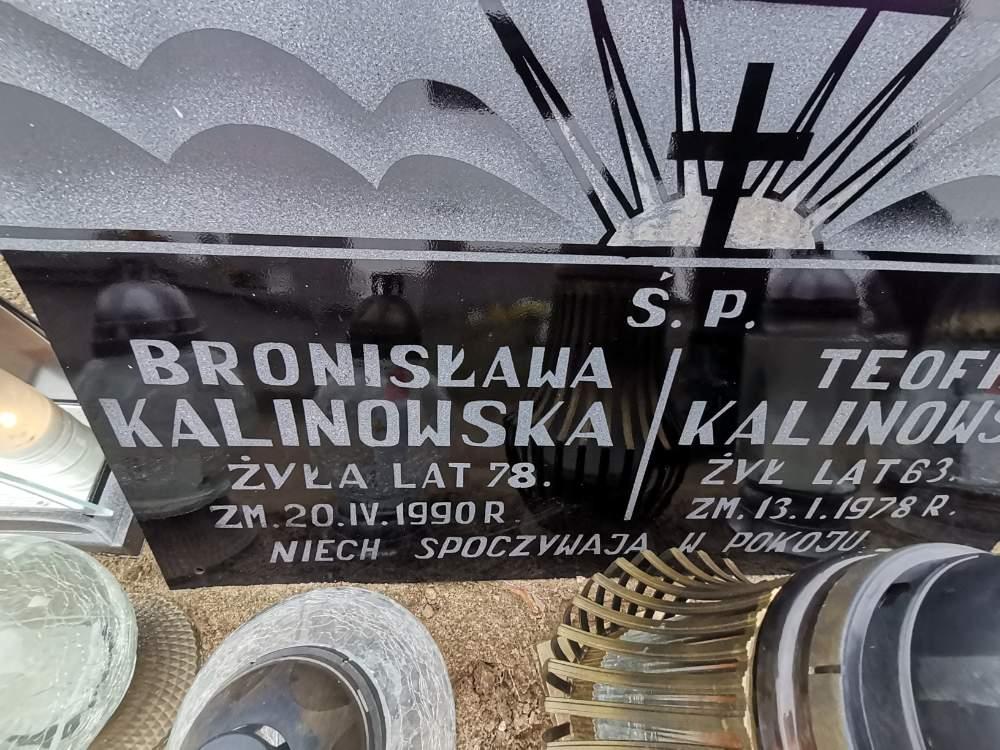 Ś. P.
BRONISŁAWA
KALINOWSKA
ŻYŁA LAT 78.
ZM. 20. IV. 1990 R.
KALINOWS
ŻYŁ LAT 63.
ZM. 13. I. 1978 R.
NIECH SPOCZYWAJĄ W POKOJU